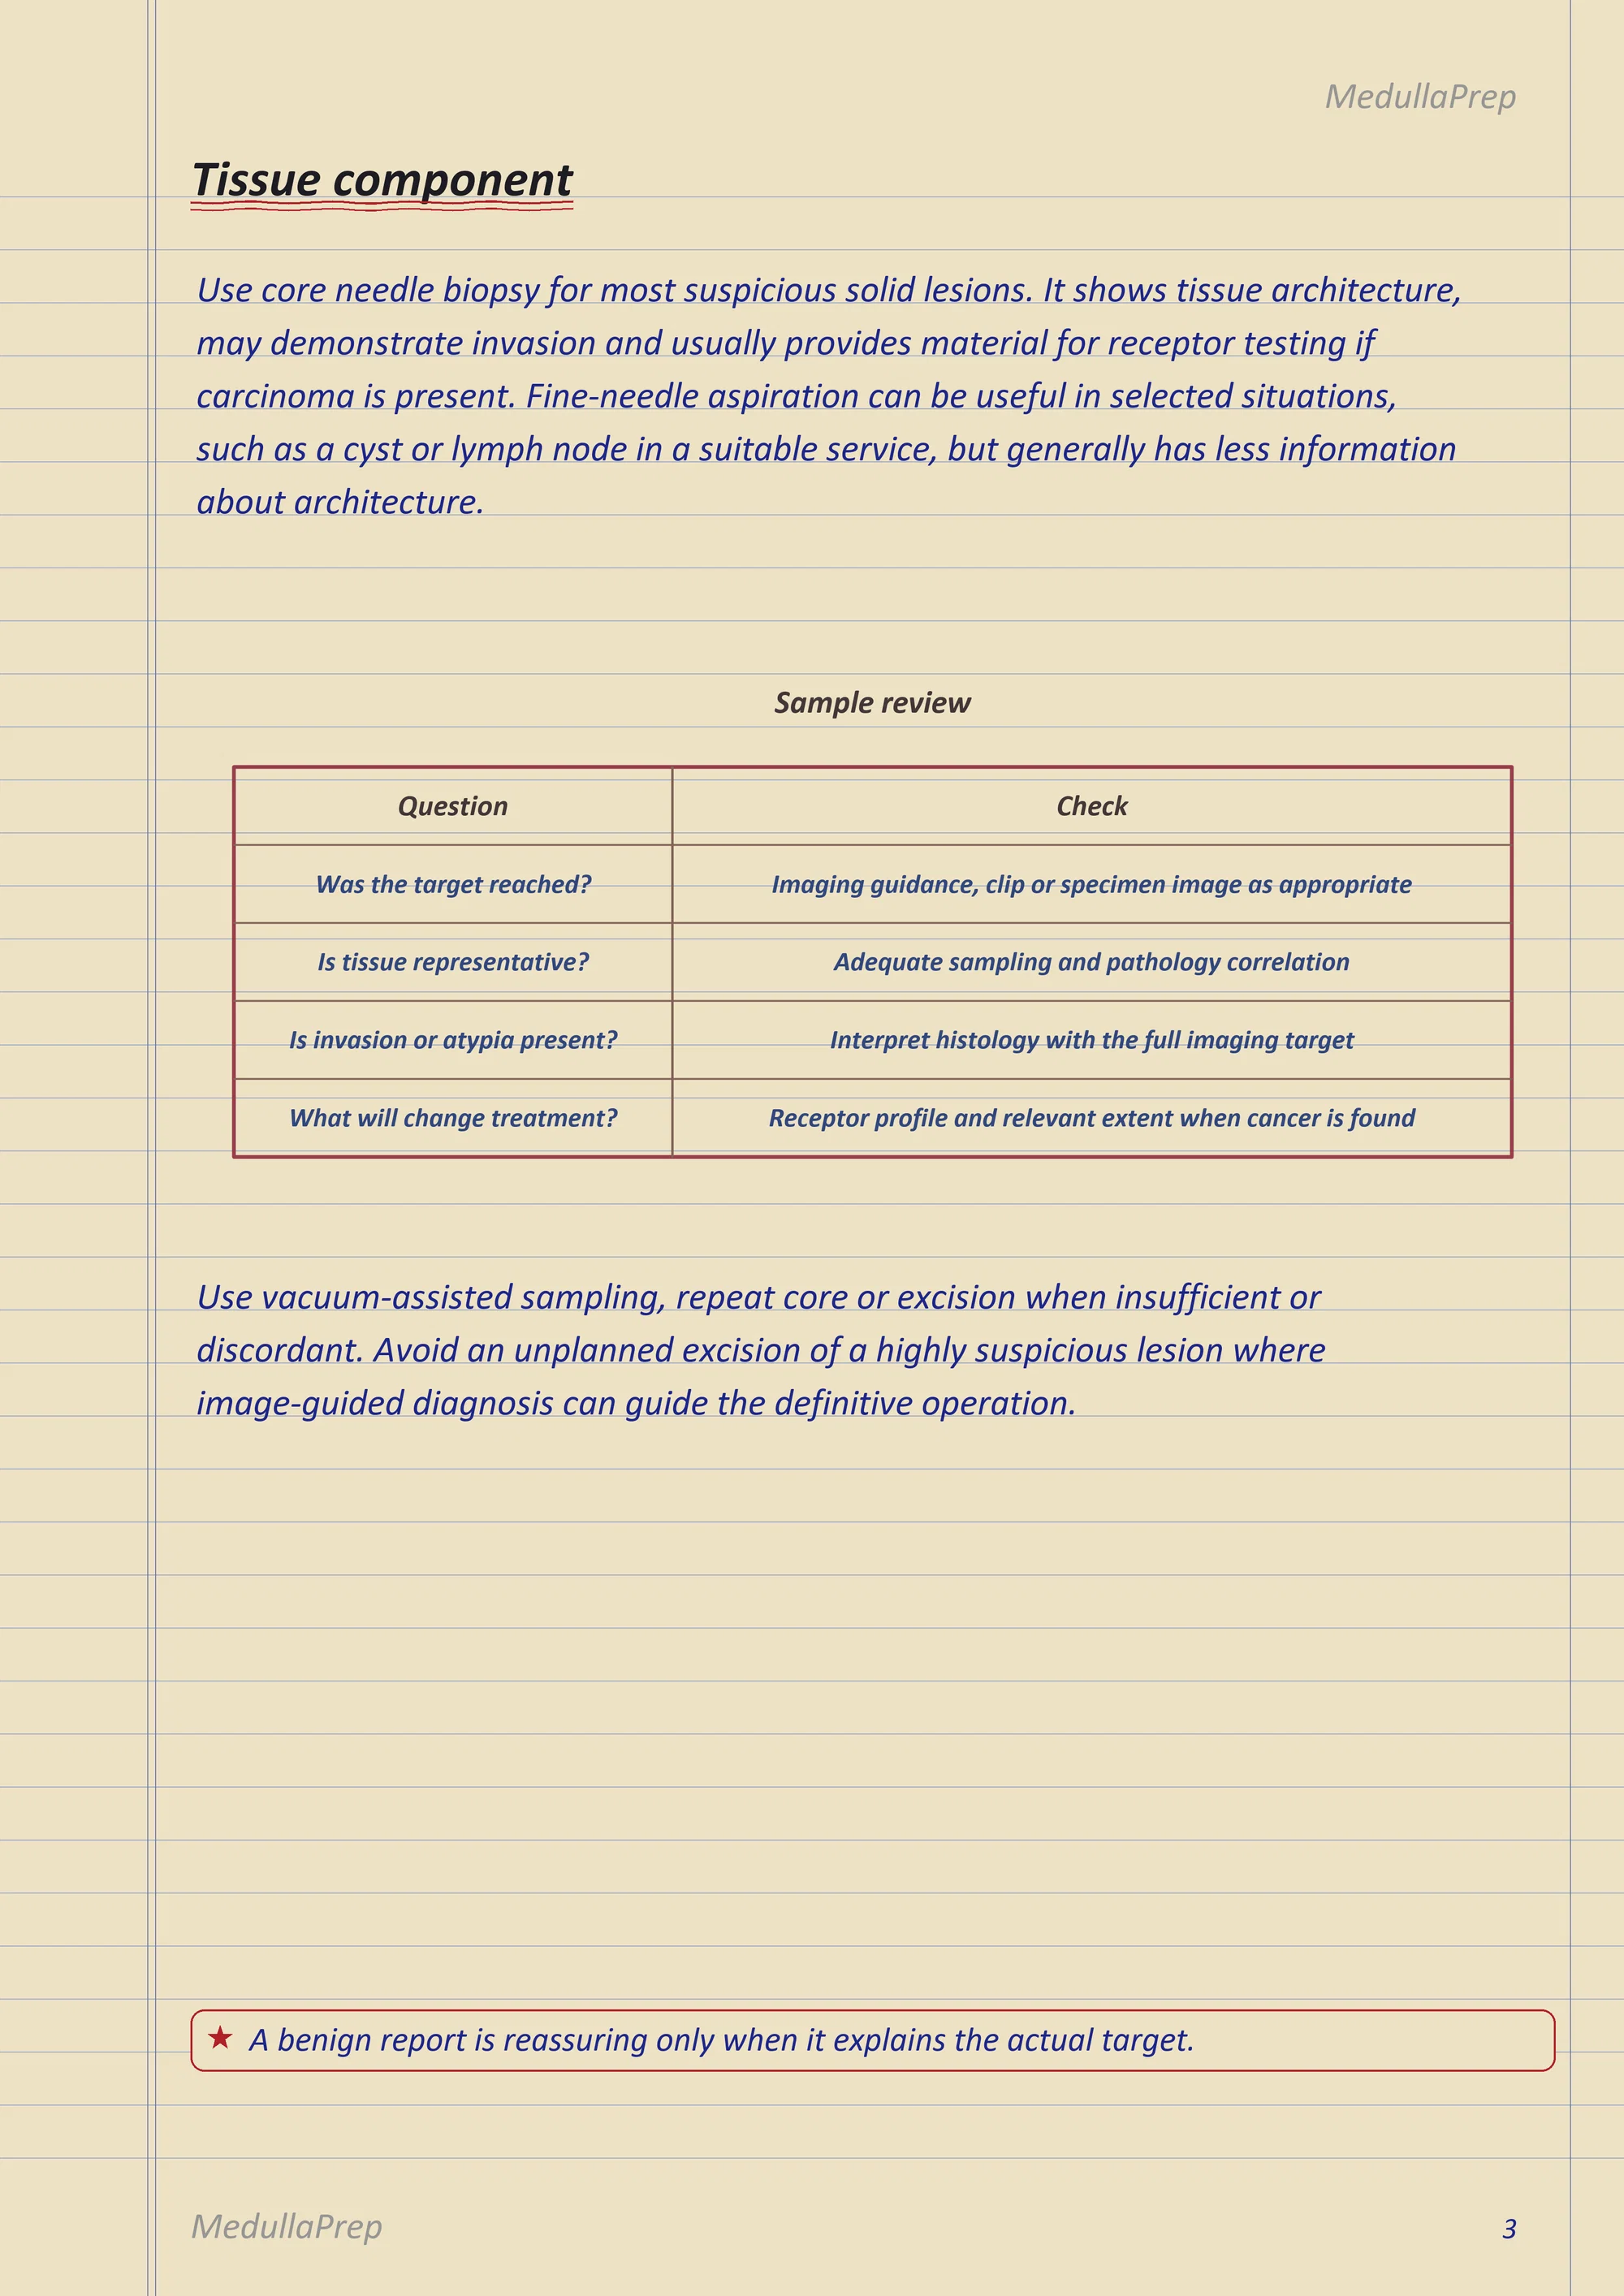 MedullaPrep
Tissue component
Use core needle biopsy for most suspicious solid lesions. It shows tissue architecture,
may demonstrate invasion and usually provides material for receptor testing if
carcinoma is present. Fine-needle aspiration can be useful in selected situations,
such as a cyst or lymph node in a suitable service, but generally has less information
about architecture.
Sample review
Question Check
Was the target reached? Imaging guidance, clip or specimen image as appropriate
Is tissue representative? Adequate sampling and pathology correlation
Is invasion or atypia present? Interpret histology with the full imaging target
What will change treatment? Receptor profile and relevant extent when cancer is found
Use vacuum-assisted sampling, repeat core or excision when insufficient or
discordant. Avoid an unplanned excision of a highly suspicious lesion where
image-guided diagnosis can guide the definitive operation.
★ A benign report is reassuring only when it explains the actual target.
MedullaPrep 3